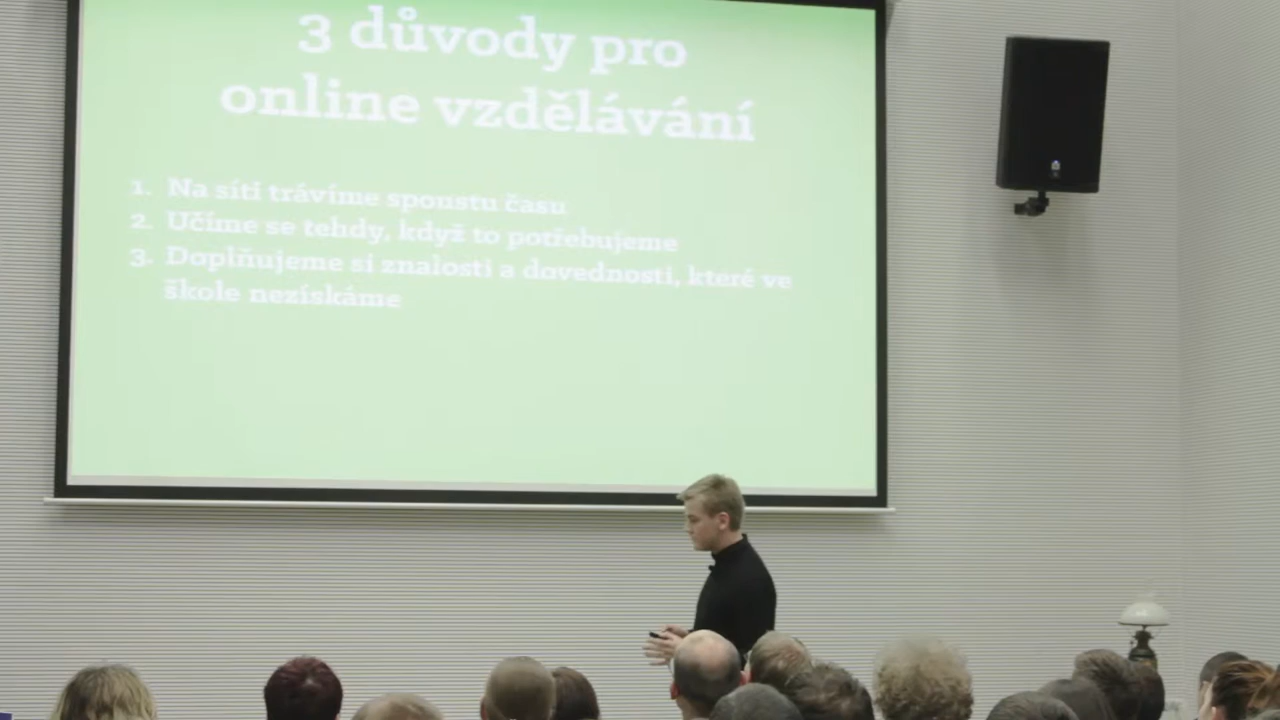 3 důvody pro
online vzdělávání
1. Na síti trávíme spoustu času
2. Učíme se tehdy, když to potřebujeme
3. Doplňujeme si znalosti a dovednosti, které ve
škole nezískáme